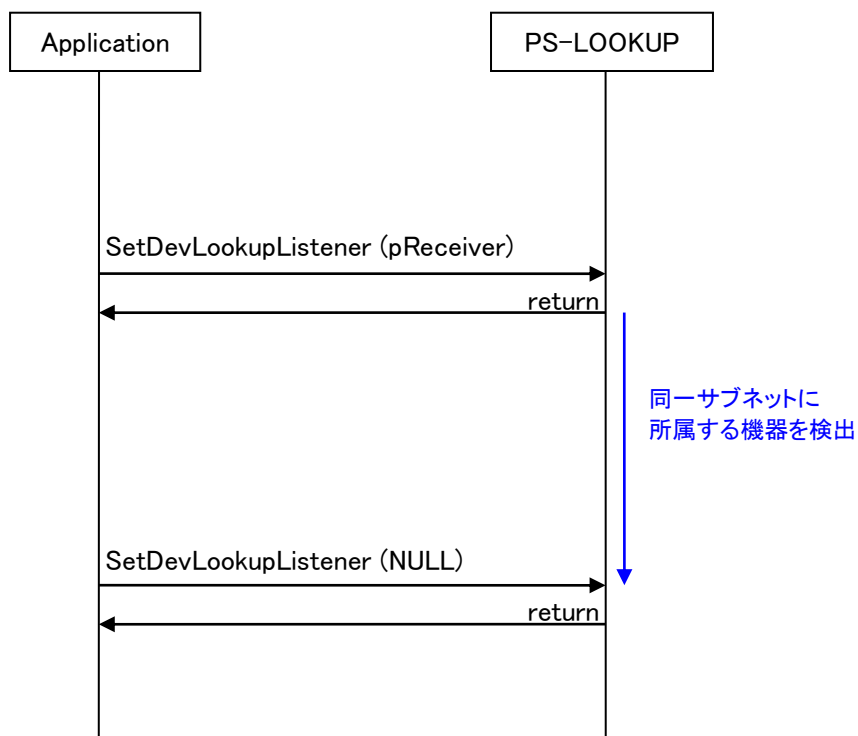 Application
PS-LOOKUP
SetDevLookupListener (pReceiver)
return
同一サブネットに
所属する機器を検出
SetDevLookupListener (NULL)
return